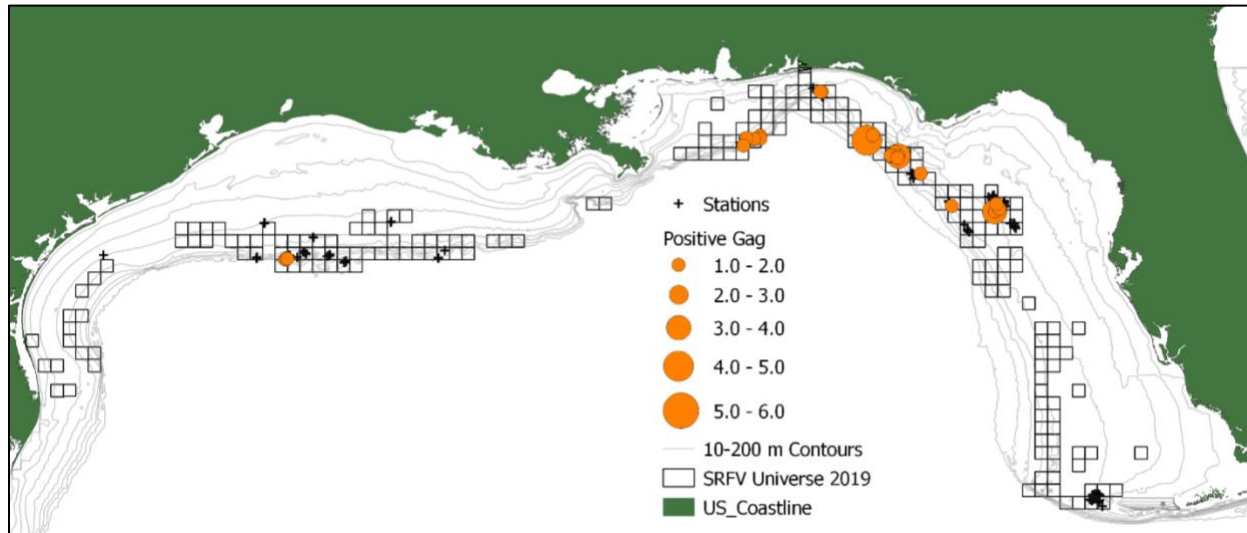 Stations
Positive Gag
1.0 - 2.0
2.0 - 3.0
3.0 - 4.0
4.0 - 5.0
5.0 - 6.0
10-200 m Contours
SRFV Universe 2019
US_Coastline